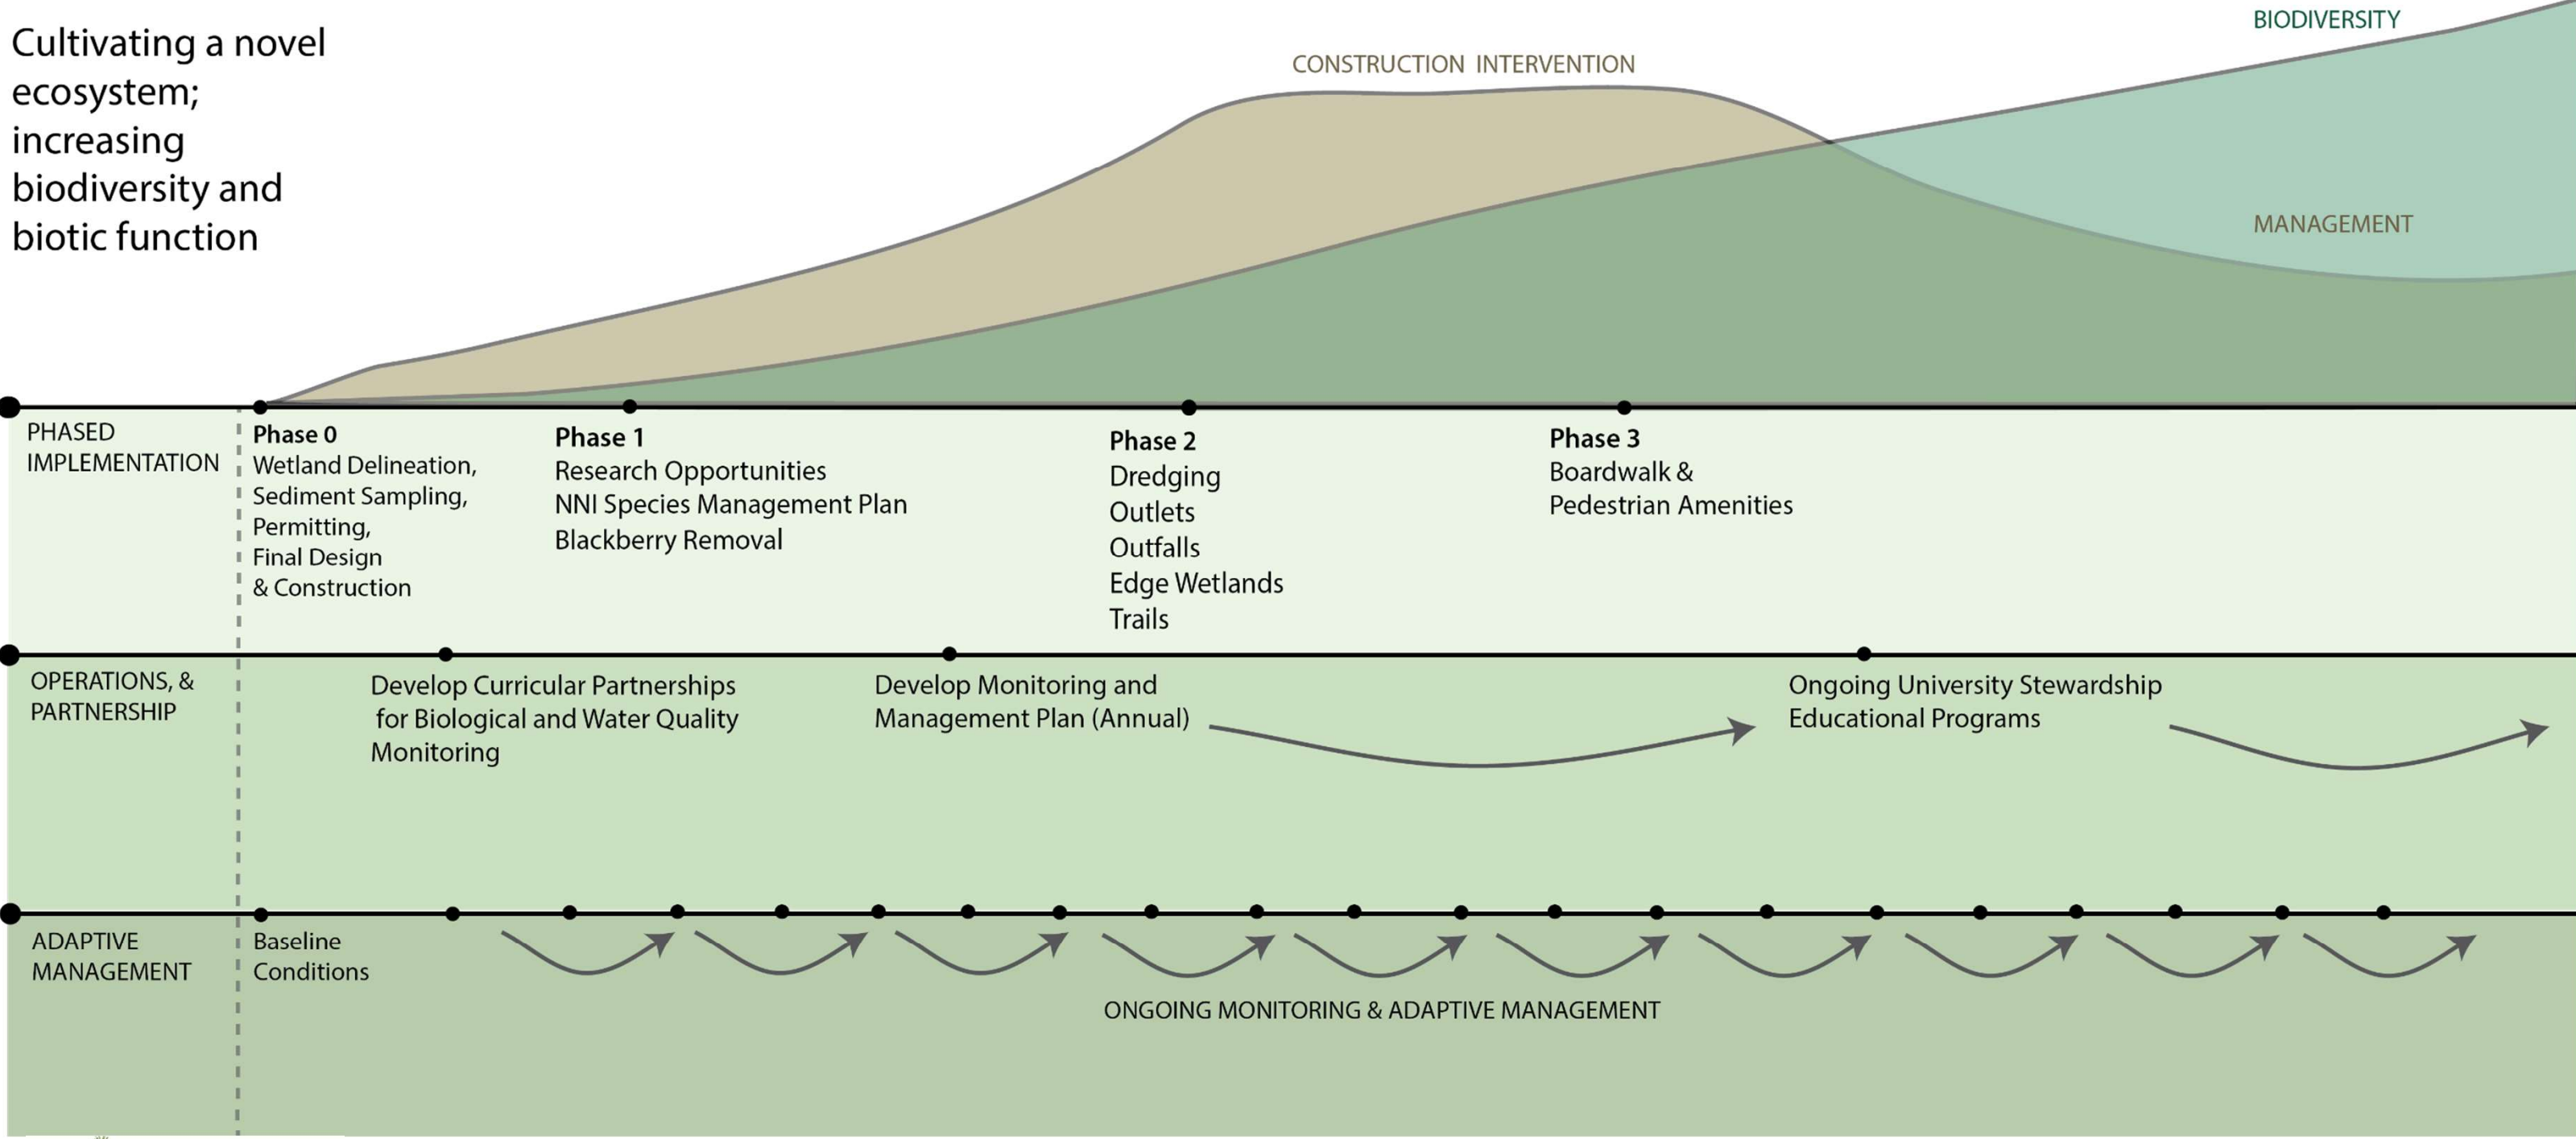 Cultivating a novel
ecosystem;
increasing
biodiversity and
biotic function
BIODIVERSITY
CONSTRUCTION INTERVENTION
MANAGEMENT
PHASED
IMPLEMENTATION
Phase 0
Wetland Delineation,
Sediment Sampling,
Permitting,
Final Design
& Construction
Phase 1
Research Opportunities
NNI Species Management Plan
Blackberry Removal
Phase 2
Dredging
Outlets
Outfalls
Edge Wetlands
Trails
Phase 3
Boardwalk &
Pedestrian Amenities
OPERATIONS, &
PARTNERSHIP
Develop Curricular Partnerships
for Biological and Water Quality
Monitoring
Develop Monitoring and
Management Plan (Annual)
Ongoing University Stewardship
Educational Programs
ADAPTIVE
MANAGEMENT
Baseline
Conditions
ONGOING MONITORING & ADAPTIVE MANAGEMENT